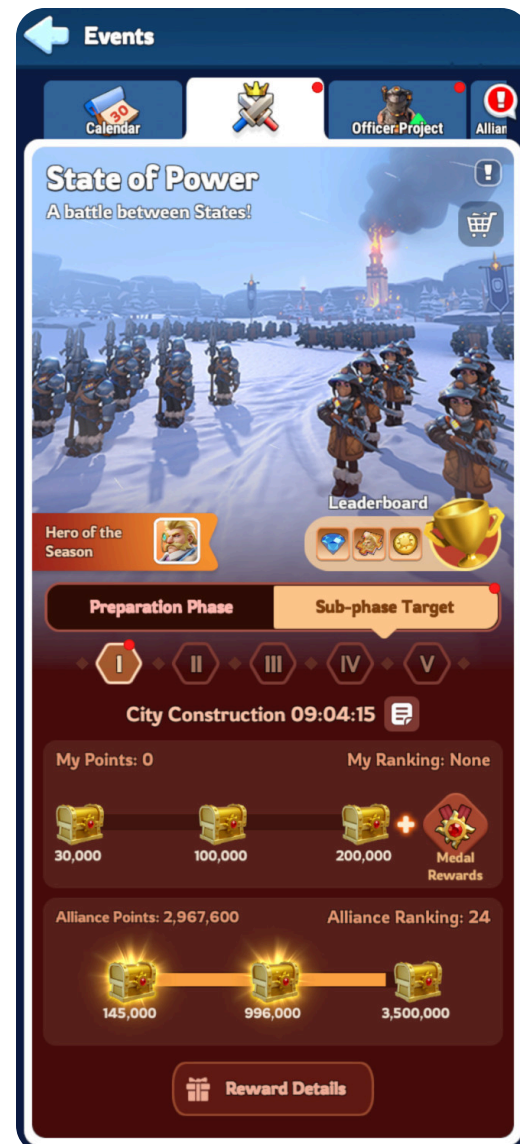 Events
30
Calendar
Officer Project
Allian
State of Power
A battle between States!
Leaderboard
Hero of the
Season
Preparation Phase
Sub-phase Target
I
II
III
IV
V
City Construction 09:04:15
My Points: 0
My Ranking: None
30,000
100,000
200,000
Medal
Rewards
Alliance Points: 2,967,600
Alliance Ranking: 24
145,000
996,000
3,500,000
Reward Details